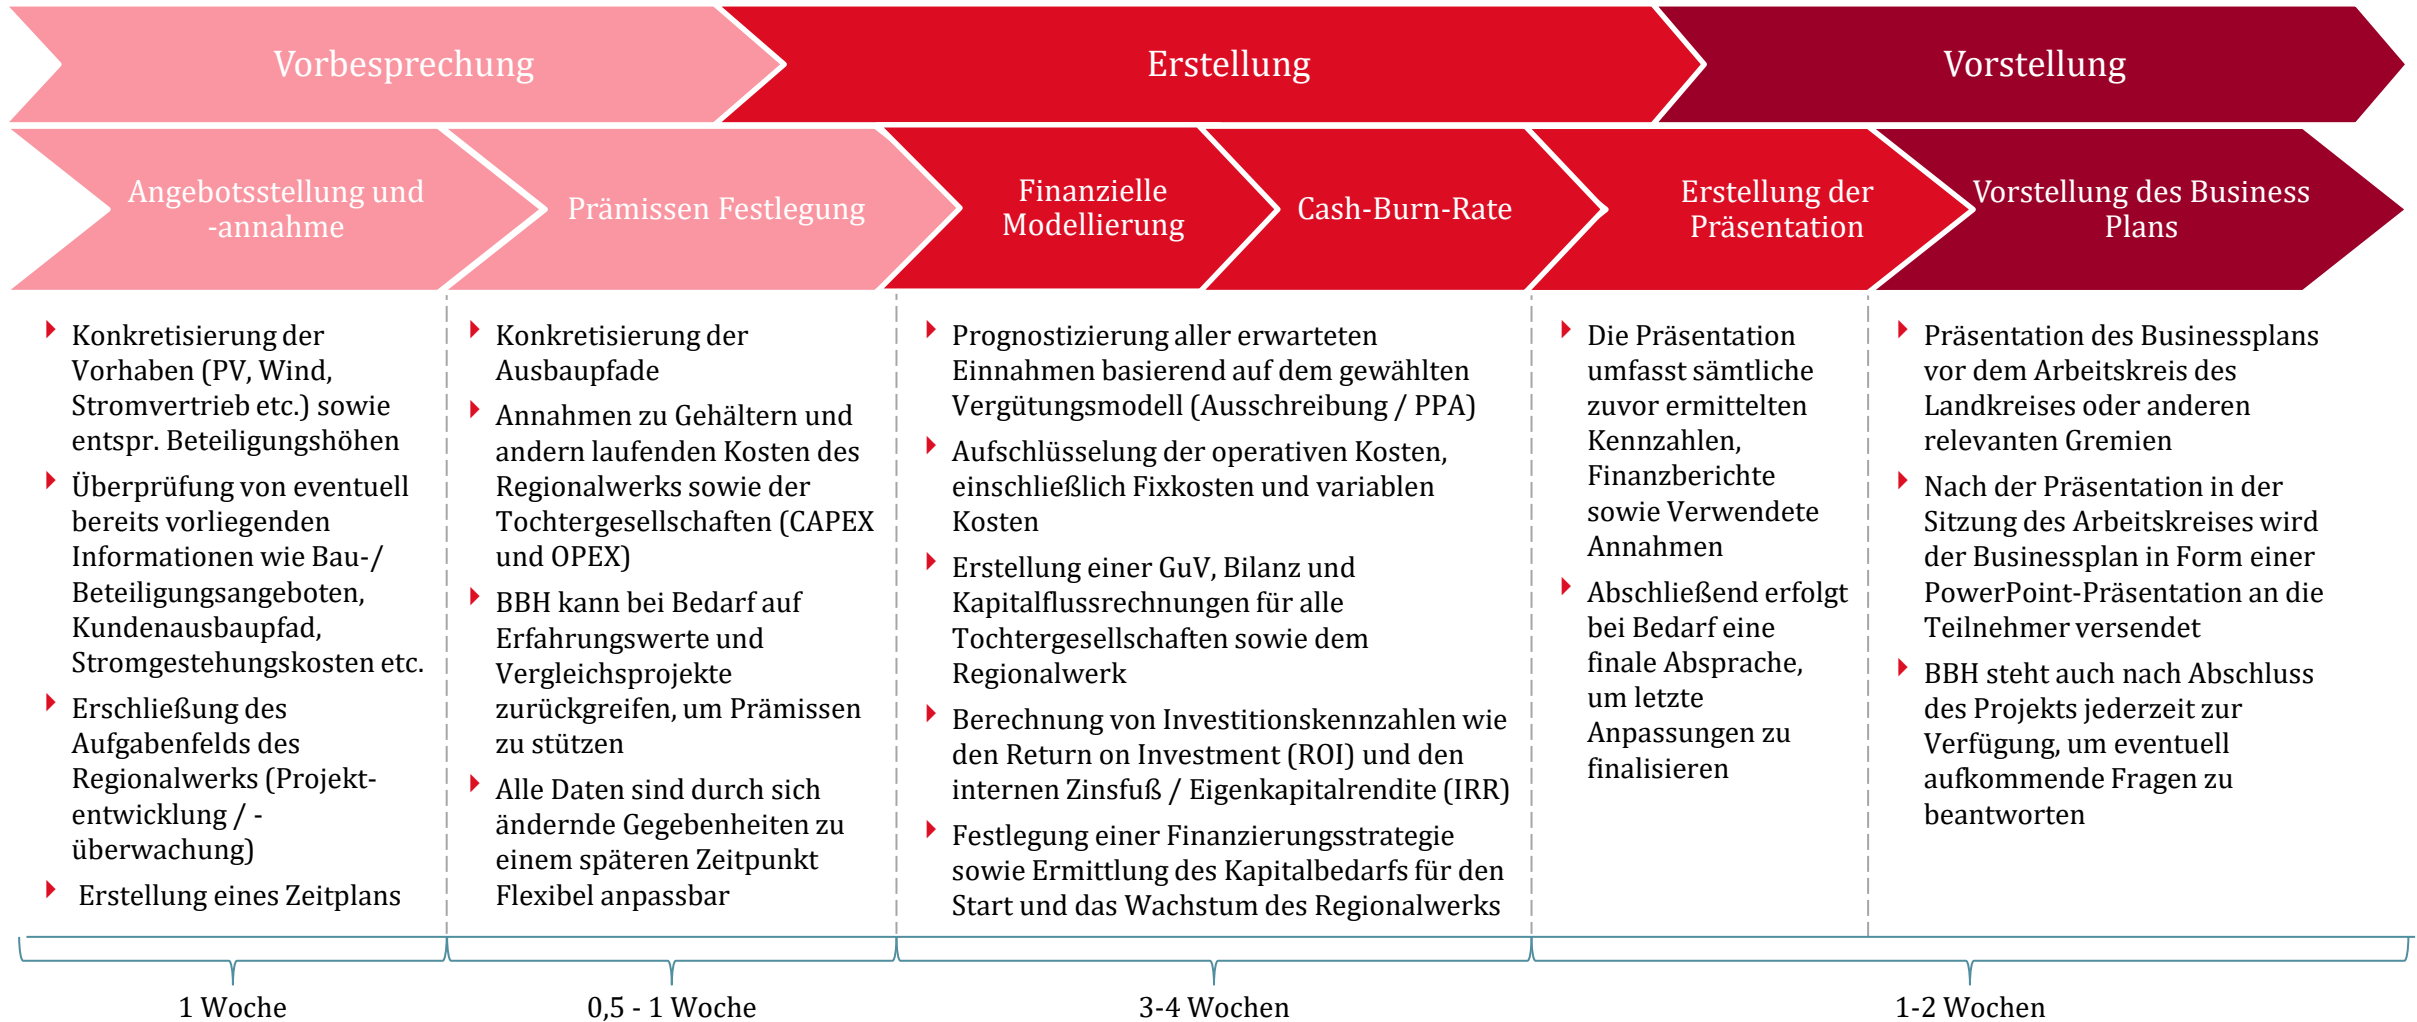 Vorbesprechung
Erstellung
Vorstellung
Angebotsstellung und
-annahme
Prämissen Festlegung
Finanzielle
Modellierung
Cash-Burn-Rate
Erstellung der
Präsentation
Vorstellung des Business
Plans
Konkretisierung der
Vorhaben (PV, Wind,
Stromvertrieb etc.) sowie
entspr. Beteiligungshöhen
Überprüfung von eventuell
bereits vorliegenden
Informationen wie Bau-/
Beteiligungsangeboten,
Kundenausbaupfad,
Stromgestehungskosten etc.
Erschließung des
Aufgabenfelds des
Regionalwerks (Projekt-
entwicklung / -
überwachung)
Erstellung eines Zeitplans
Konkretisierung der
Ausbaupfade
Annahmen zu Gehältern und
andern laufenden Kosten des
Regionalwerks sowie der
Tochtergesellschaften (CAPEX
und OPEX)
BBH kann bei Bedarf auf
Erfahrungswerte und
Vergleichsprojekte
zurückgreifen, um Prämissen
zu stützen
Alle Daten sind durch sich
ändernde Gegebenheiten zu
einem späteren Zeitpunkt
Flexibel anpassbar
Prognostizierung aller erwarteten
Einnahmen basierend auf dem gewählten
Vergütungsmodell (Ausschreibung / PPA)
Aufschlüsselung der operativen Kosten,
einschließlich Fixkosten und variablen
Kosten
Erstellung einer GuV, Bilanz und
Kapitalflussrechnungen für alle
Tochtergesellschaften sowie dem
Regionalwerk
Berechnung von Investitionskennzahlen wie
den Return on Investment (ROI) und den
internen Zinsfuß / Eigenkapitalrendite (IRR)
Festlegung einer Finanzierungsstrategie
sowie Ermittlung des Kapitalbedarfs für den
Start und das Wachstum des Regionalwerks
Die Präsentation
umfasst sämtliche
zuvor ermittelten
Kennzahlen,
Finanzberichte
sowie Verwendete
Annahmen
Abschließend erfolgt
bei Bedarf eine
finale Absprache,
um letzte
Anpassungen zu
finalisieren
Präsentation des Businessplans
vor dem Arbeitskreis des
Landkreises oder anderen
relevanten Gremien
Nach der Präsentation in der
Sitzung des Arbeitskreises wird
der Businessplan in Form einer
PowerPoint-Präsentation an die
Teilnehmer versendet
BBH steht auch nach Abschluss
des Projekts jederzeit zur
Verfügung, um eventuell
aufkommende Fragen zu
beantworten
1 Woche
0,5 - 1 Woche
3-4 Wochen
1-2 Wochen